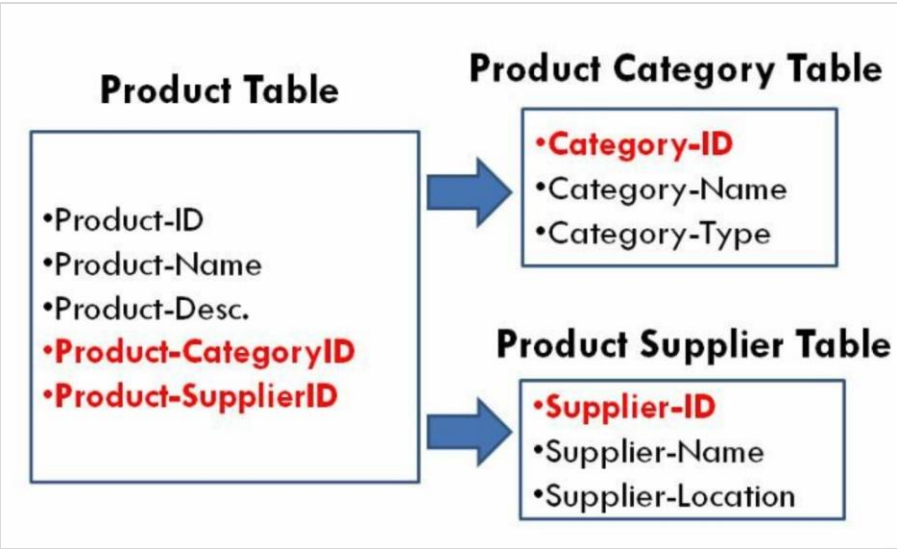 Product Table
•Product-ID
•Product-Name
•Product-Desc.
•Product-CategoryID
•Product-SupplierID
Product Category Table
•Category-ID
•Category-Name
•Category-Type
Product Supplier Table
•Supplier-ID
•Supplier-Name
•Supplier-Location